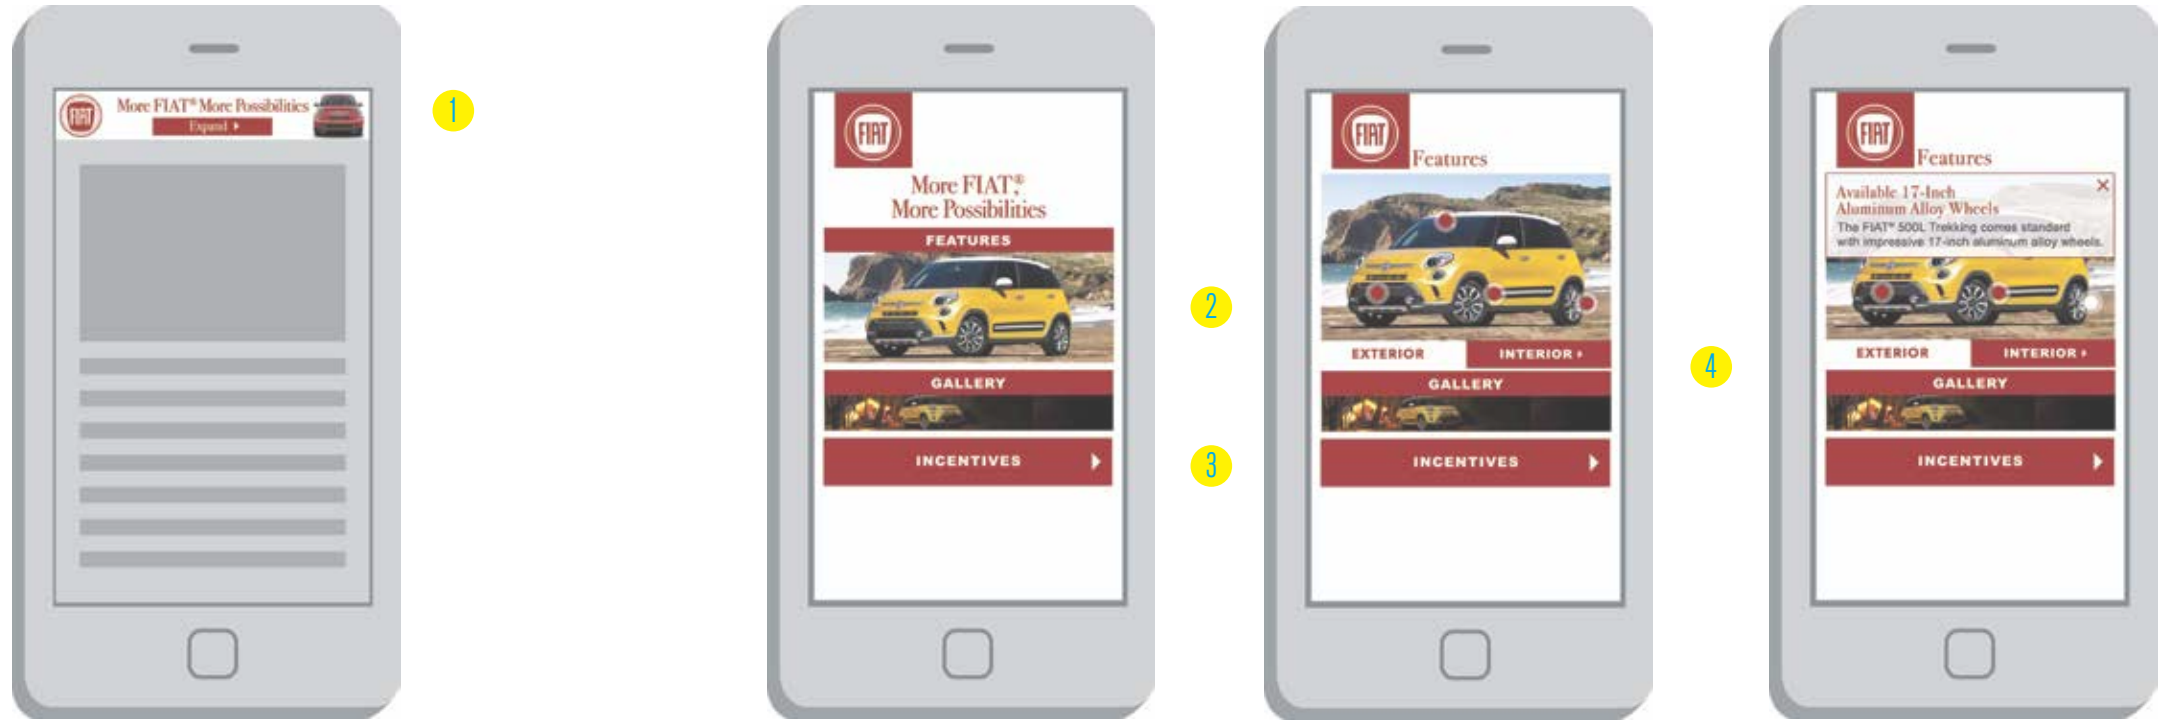 FIAT
More FIAT® More Possibilities
Expand
1
FIAT
More FIAT,®
More Possibilities
FEATURES
GALLERY
INCENTIVES
2
3
FIAT
Features
EXTERIOR
INTERIOR
GALLERY
INCENTIVES
4
FIAT
Features
Available 17-Inch
Aluminum Alloy Wheels
The FIAT® 500L Trekking comes standard
with impressive 17-inch aluminum alloy wheels.
EXTERIOR
INTERIOR
GALLERY
INCENTIVES